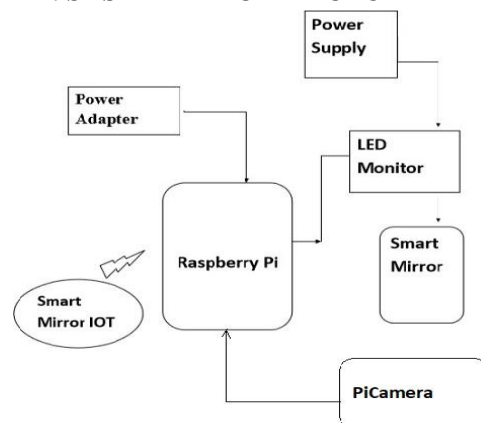 Power
Supply
Power
Adapter
LED
Monitor
Raspberry Pi
Smart
Mirror
Smart
Mirror IOT
PiCamera